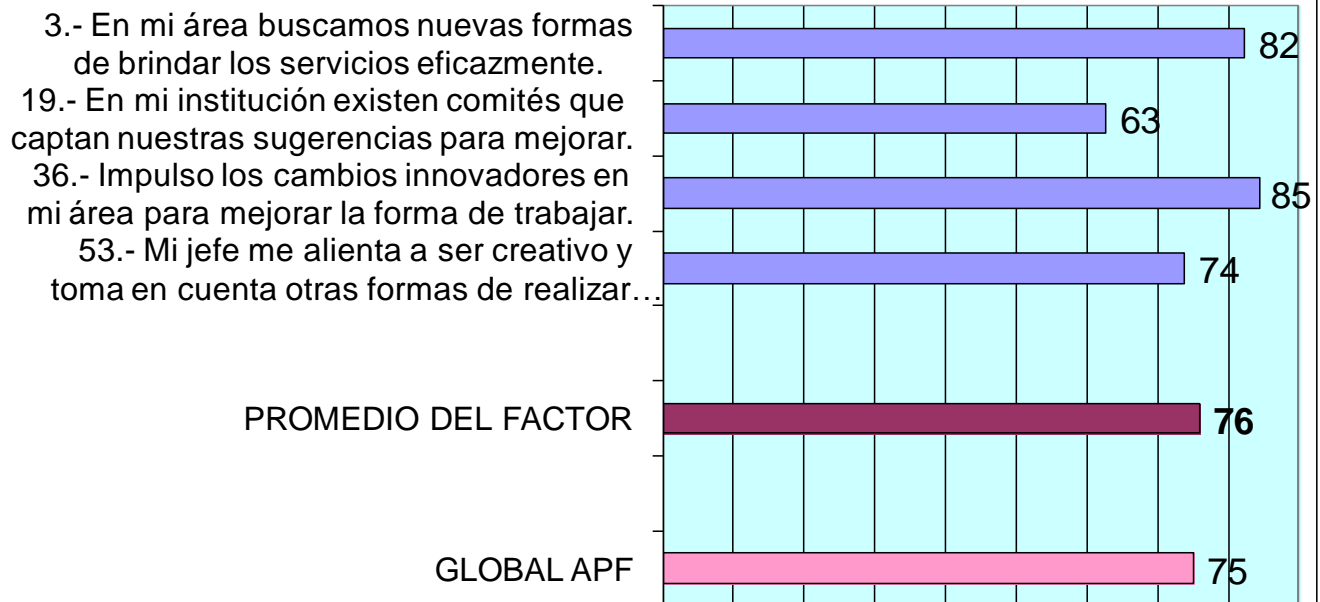 3.- En mi área buscamos nuevas formas
de brindar los servicios eficazmente.
82
19.- En mi institución existen comités que
captan nuestras sugerencias para mejorar.
63
36.- Impulso los cambios innovadores en
mi área para mejorar la forma de trabajar.
85
53.- Mi jefe me alienta a ser creativo y
toma en cuenta otras formas de realizar…
74
PROMEDIO DEL FACTOR
76
GLOBAL APF
75